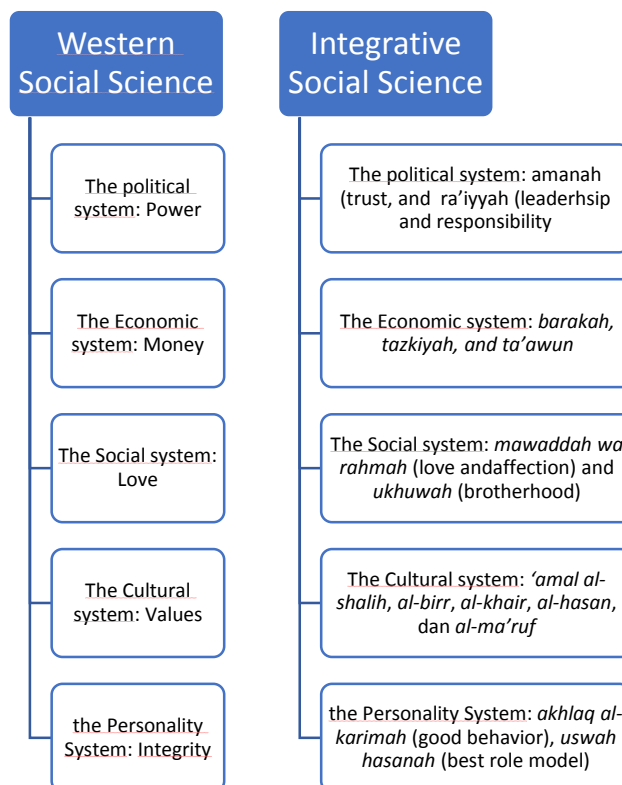 Western
Social Science
The political
system: Power
The Economic
system: Money
The Social system:
Love
The Cultural
system: Values
the Personality
System: Integrity
Integrative
Social Science
The political system: amanah
(trust, and ra’iyyah (leaderhsip
and responsibility
The Economic system: barakah,
tazkiyah, and ta’awun
The Social system: mawaddah wa
rahmah (love andaffection) and
ukhuwah (brotherhood)
The Cultural system: ‘amal al-
shalih, al-birr, al-khair, al-hasan,
dan al-ma’ruf
the Personality System: akhlaq al-
karimah (good behavior), uswah
hasanah (best role model)